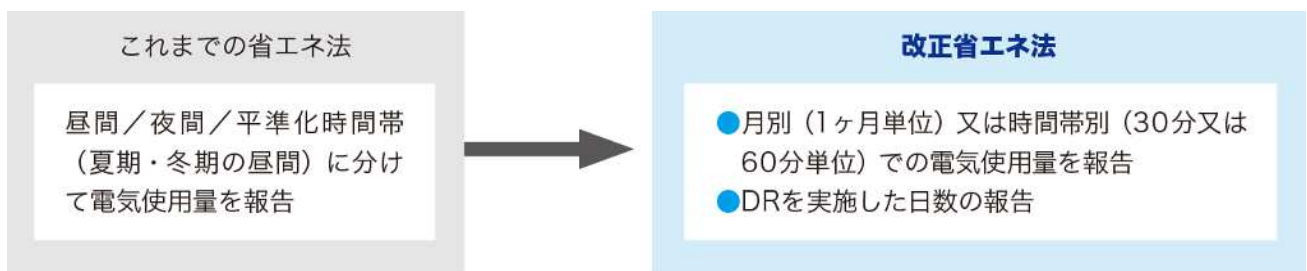 これまでの省エネ法
昼間／夜間／平準化時間帯
（夏期・冬期の昼間）に分け
て電気使用量を報告
改正省エネ法
●月別（1ヶ月単位）又は時間帯別（30分又は
60分単位）での電気使用量を報告
●DRを実施した日数の報告